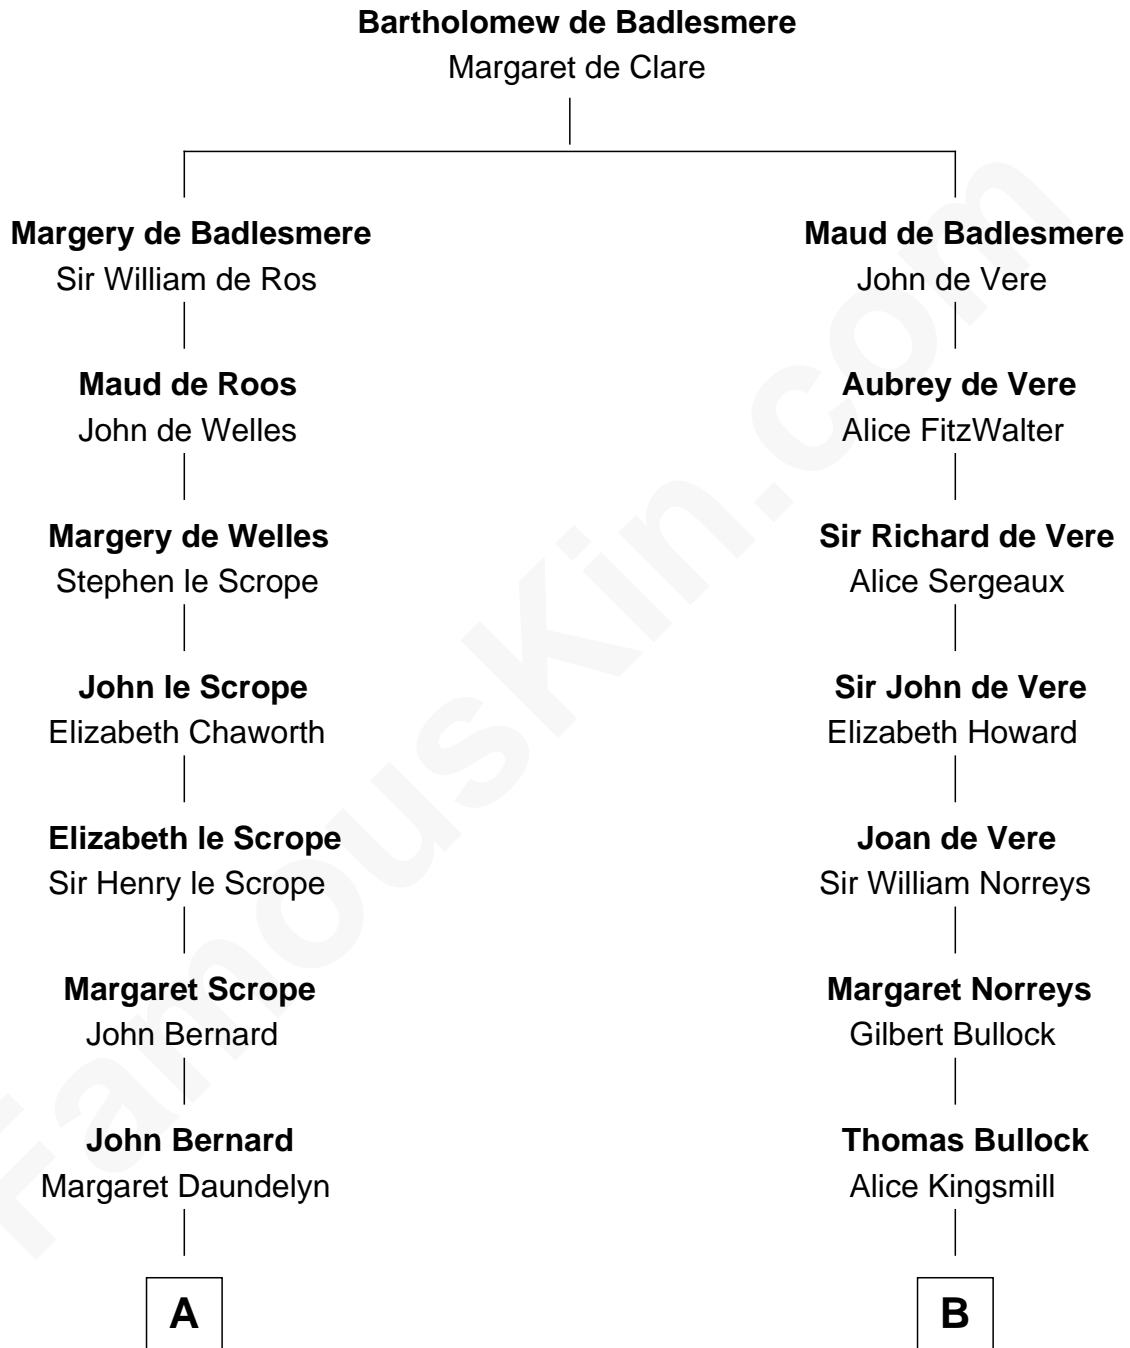 Bartholomew de Badlesmere
Margaret de Clare
Margery de Badlesmere
Sir William de Ros
Maud de Roos
John de Welles
Margery de Welles
Stephen le Scrope
John le Scrope
Elizabeth Chaworth
Elizabeth le Scrope
Sir Henry le Scrope
Margaret Scrope
John Bernard
John Bernard
Margaret Daundelyn
A
Maud de Badlesmere
John de Vere
Aubrey de Vere
Alice FitzWalter
Sir Richard de Vere
Alice Sergeaux
Sir John de Vere
Elizabeth Howard
Joan de Vere
Sir William Norreys
Margaret Norreys
Gilbert Bullock
Thomas Bullock
Alice Kingsmill
B
FamousKin.com